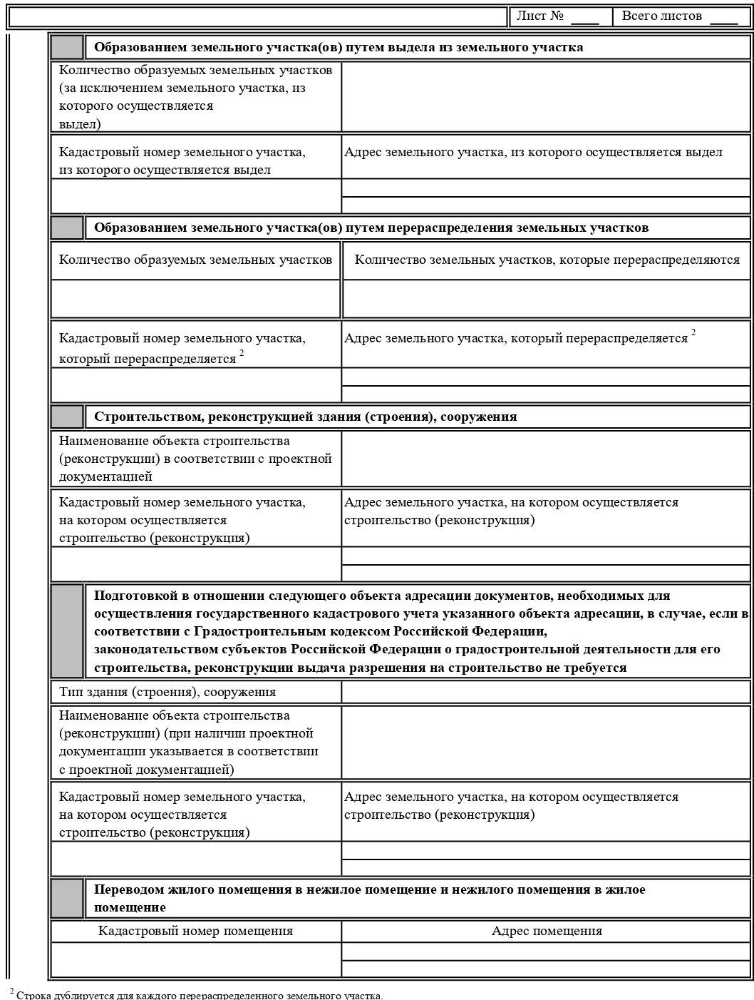 Лист № ____ Всего листов ____
Образованием земельного участка(ов) путем выдела из земельного участка
Количество образуемых земельных участков
(за исключением земельного участка, из
которого осуществляется
выдел)
Кадастровый номер земельного участка,
из которого осуществляется выдел
Адрес земельного участка, из которого осуществляется выдел
Образованием земельного участка(ов) путем перераспределения земельных участков
Количество образуемых земельных участков
Количество земельных участков, которые перераспределяются
Кадастровый номер земельного участка,
который перераспределяется 2
Адрес земельного участка, который перераспределяется 2
Строительством, реконструкцией здания (строения), сооружения
Наименование объекта строительства
(реконструкции) в соответствии с проектной
документацией
Кадастровый номер земельного участка,
на котором осуществляется
строительство (реконструкция)
Адрес земельного участка, на котором осуществляется
строительство (реконструкция)
Подготовкой в отношении следующего объекта адресации документов, необходимых для
осуществления государственного кадастрового учета указанного объекта адресации, в случае, если в
соответствии с Градостроительным кодексом Российской Федерации,
законодательством субъектов Российской Федерации о градостроительной деятельности для его
строительства, реконструкции выдача разрешения на строительство не требуется
Тип здания (строения), сооружения
Наименование объекта строительства
(реконструкции) (при наличии проектной
документации указывается в соответствии
с проектной документацией)
Кадастровый номер земельного участка,
на котором осуществляется
строительство (реконструкция)
Адрес земельного участка, на котором осуществляется
строительство (реконструкция)
Переводом жилого помещения в нежилое помещение и нежилого помещения в жилое
помещение
Кадастровый номер помещения
Адрес помещения
2 Строка дублируется для каждого перераспределенного земельного участка.